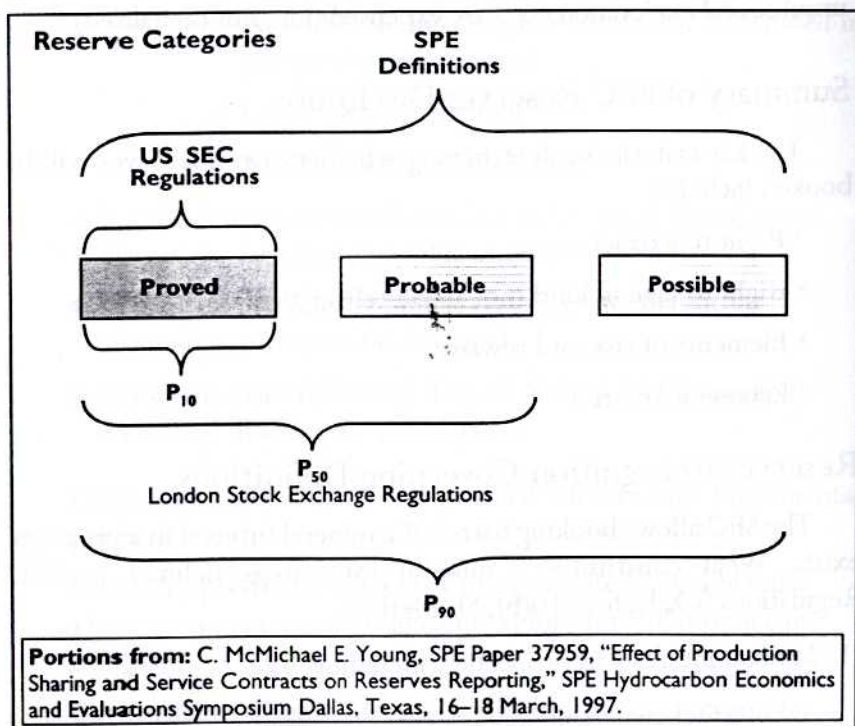 Reserve Categories
SPE
Definitions
US SEC
Regulations
Proved
Probable
Possible
P10
P50
London Stock Exchange Regulations
P90
Portions from: C. McMichael E. Young, SPE Paper 37959, “Effect of Production
Sharing and Service Contracts on Reserves Reporting,” SPE Hydrocarbon Economics
and Evaluations Symposium Dallas, Texas, 16–18 March, 1997.